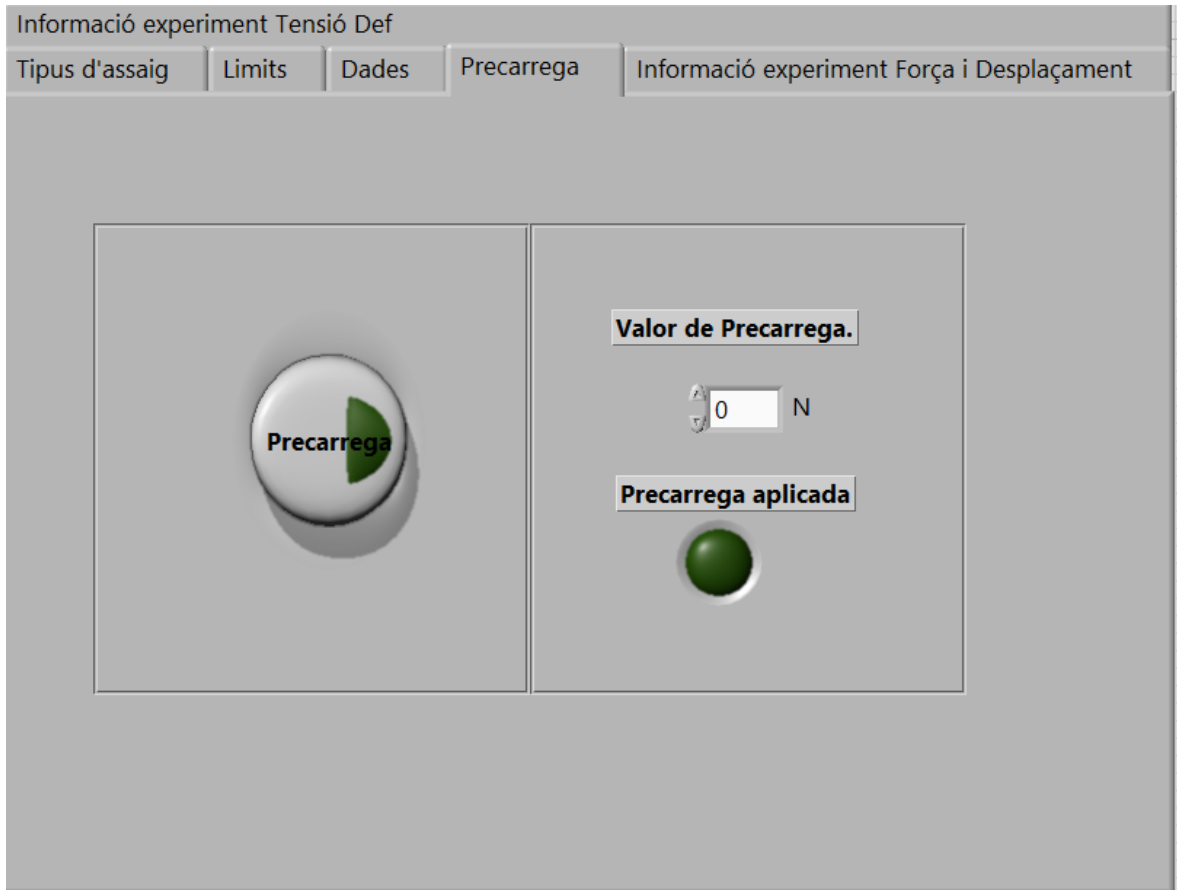 Informació experiment Tensió Def
Tipus d'assaig
Limits
Dades
Precarrega
Informació experiment Força i Desplaçament
Precarrega
Valor de Precarrega.
0 N
Precarrega aplicada